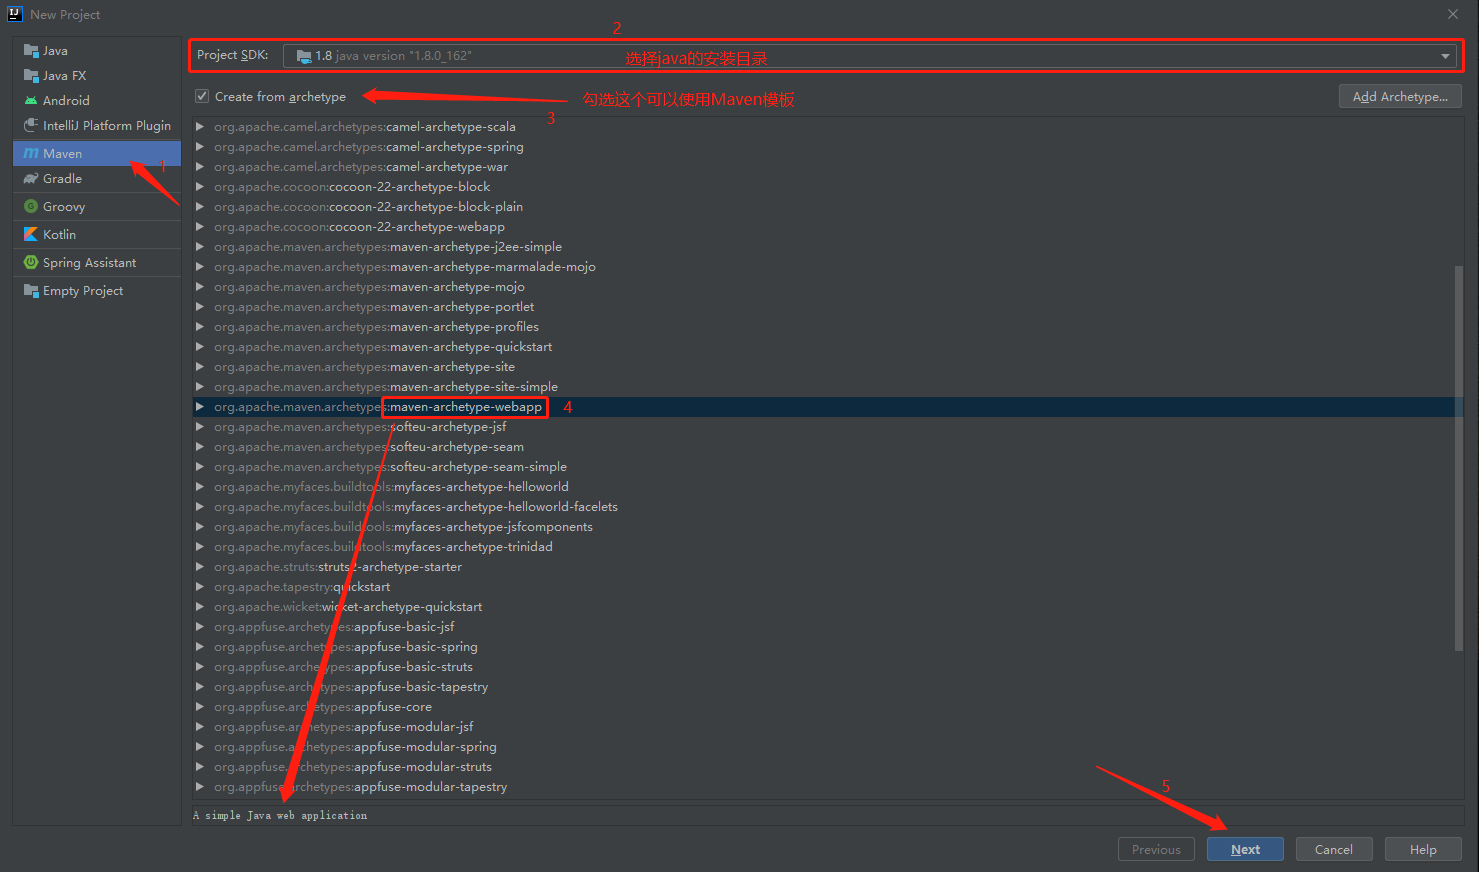 New Project
2
Java
Java FX
Android
IntelliJ Platform Plugin
Maven
1
Gradle
Groovy
Kotlin
Spring Assistant
Empty Project
Project SDK: 1.8 java version "1.8.0_162" 选择java的安装目录
Create from archetype 勾选这个可以使用Maven模板 Add Archetype...
3
org.apache.camel.archetypes:camel-archetype-scala
org.apache.camel.archetypes:camel-archetype-spring
org.apache.camel.archetypes:camel-archetype-war
org.apache.cocoon:cocoon-22-archetype-block
org.apache.cocoon:cocoon-22-archetype-block-plain
org.apache.cocoon:cocoon-22-archetype-webapp
org.apache.maven.archetypes:maven-archetype-j2ee-simple
org.apache.maven.archetypes:maven-archetype-marmalade-mojo
org.apache.maven.archetypes:maven-archetype-mojo
org.apache.maven.archetypes:maven-archetype-portlet
org.apache.maven.archetypes:maven-archetype-profiles
org.apache.maven.archetypes:maven-archetype-quickstart
org.apache.maven.archetypes:maven-archetype-site
org.apache.maven.archetypes:maven-archetype-site-simple
org.apache.maven.archetypes:maven-archetype-webapp 4
org.apache.maven.archetypes:softeu-archetype-jsf
org.apache.maven.archetypes:softeu-archetype-seam
org.apache.maven.archetypes:softeu-archetype-seam-simple
org.apache.myfaces.buildtools:myfaces-archetype-helloworld
org.apache.myfaces.buildtools:myfaces-archetype-helloworld-facelets
org.apache.myfaces.buildtools:myfaces-archetype-jsfcomponents
org.apache.myfaces.buildtools:myfaces-archetype-trinidad
org.apache.struts:struts2-archetype-starter
org.apache.tapestry:quickstart
org.apache.wicket:wicket-archetype-quickstart
org.appfuse.archetypes:appfuse-basic-jsf
org.appfuse.archetypes:appfuse-basic-spring
org.appfuse.archetypes:appfuse-basic-struts
org.appfuse.archetypes:appfuse-basic-tapestry
org.appfuse.archetypes:appfuse-core
org.appfuse.archetypes:appfuse-modular-jsf
org.appfuse.archetypes:appfuse-modular-spring
org.appfuse.archetypes:appfuse-modular-struts
org.appfuse.archetypes:appfuse-modular-tapestry
5
A simple Java web application
Previous Next Cancel Help